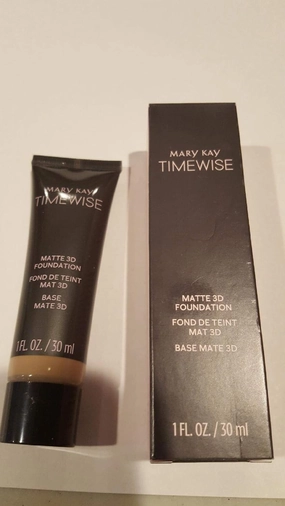 MARY KAY
TIMEWISE
MATTE 3D
FOUNDATION
FOND DE TEINT
MAT 3D
BASE
MATE 3D
1 FL. OZ. / 30 ml
MARY KAY
TIMEWISE
MATTE 3D
FOUNDATION
FOND DE TEINT
MAT 3D
BASE MATE 3D
1 FL. OZ. / 30 ml